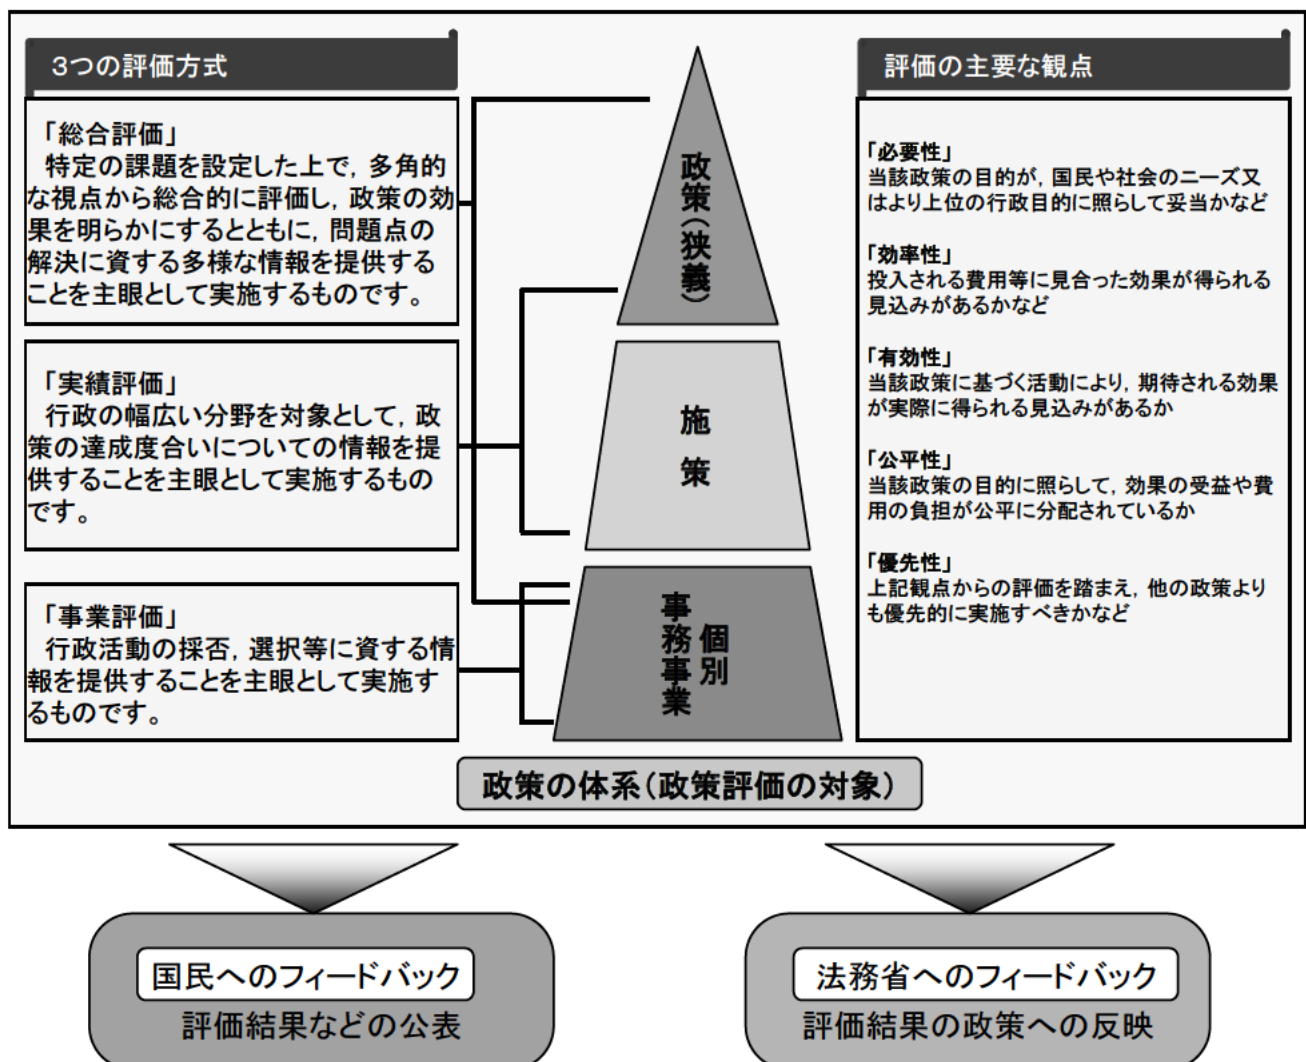 3つの評価方式
「総合評価」
特定の課題を設定した上で，多角的
な視点から総合的に評価し，政策の効
果を明らかにするとともに，問題点の
解決に資する多様な情報を提供する
ことを主眼として実施するものです。
「実績評価」
行政の幅広い分野を対象として，政
策の達成度合いについての情報を提
供することを主眼として実施するもの
です。
「事業評価」
行政活動の採否，選択等に資する情
報を提供することを主眼として実施す
るものです。
政策（狭義）
施策
個別
事務事業
政策の体系（政策評価の対象）
評価の主要な観点
「必要性」
当該政策の目的が，国民や社会のニーズ又
はより上位の行政目的に照らして妥当かなど
「効率性」
投入される費用等に見合った効果が得られる
見込みがあるかなど
「有効性」
当該政策に基づく活動により，期待される効果
が実際に得られる見込みがあるか
「公平性」
当該政策の目的に照らして，効果の受益や費
用の負担が公平に分配されているか
「優先性」
上記観点からの評価を踏まえ，他の政策より
も優先的に実施すべきかなど
国民へのフィードバック
評価結果などの公表
法務省へのフィードバック
評価結果の政策への反映